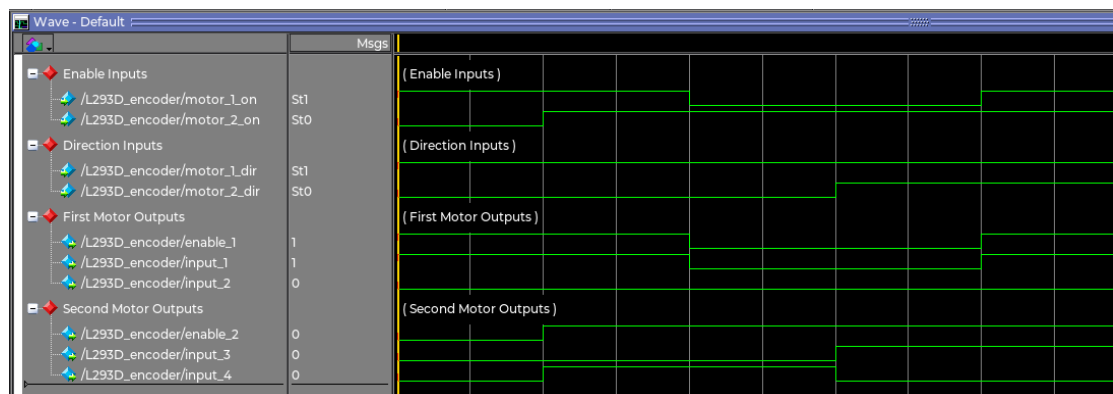 Wave - Default
Msgs
Enable Inputs
( Enable Inputs )
/L293D_encoder/motor_1_on St1
/L293D_encoder/motor_2_on St0
Direction Inputs
( Direction Inputs )
/L293D_encoder/motor_1_dir St1
/L293D_encoder/motor_2_dir St0
First Motor Outputs
( First Motor Outputs )
/L293D_encoder/enable_1 1
/L293D_encoder/input_1 1
/L293D_encoder/input_2 0
Second Motor Outputs
( Second Motor Outputs )
/L293D_encoder/enable_2 0
/L293D_encoder/input_3 0
/L293D_encoder/input_4 0